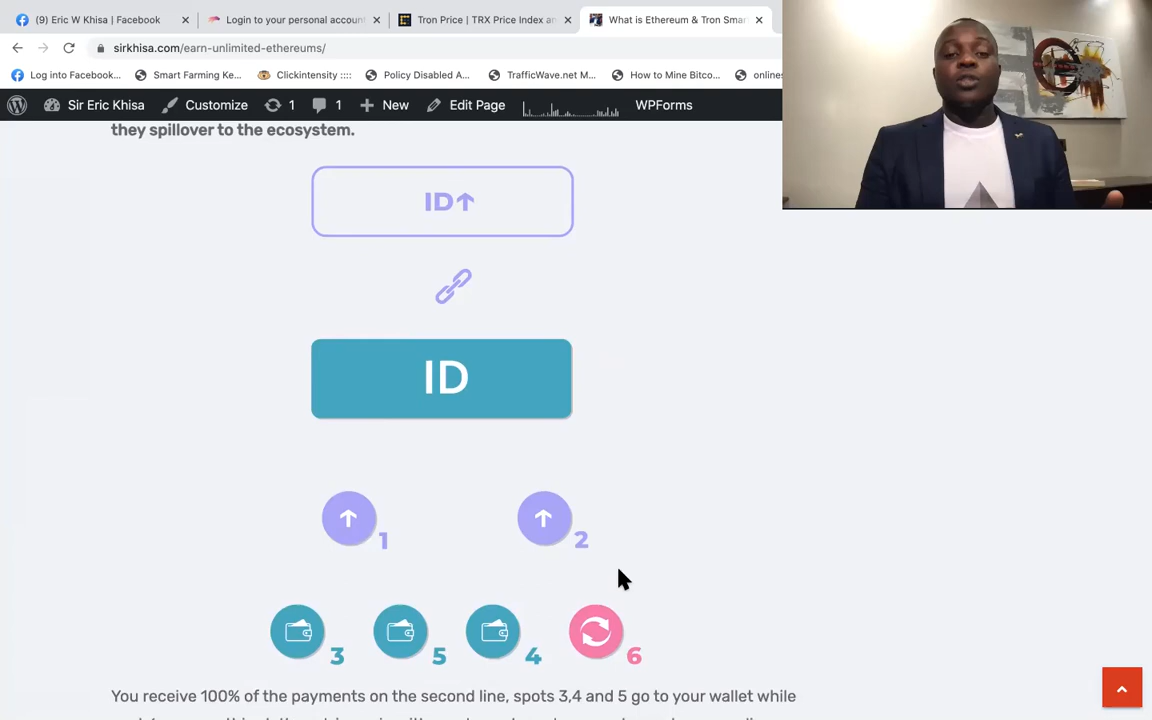 (9) Eric W Khisa | Facebook
Login to your personal account
Tron Price | TRX Price Index an
What is Ethereum & Tron Smar
sirkhisa.com/earn-unlimited-ethereums/
Log into Facebook...
Smart Farming Ke...
Clickintensity ::::
Policy Disabled A...
TrafficWave.net M...
How to Mine Bitco...
onlines
Sir Eric Khisa
Customize
1
1
New
Edit Page
WPForms
they spillover to the ecosystem.
ID
ID
1
2
3
5
4
6
You receive 100% of the payments on the second line, spots 3,4 and 5 go to your wallet while